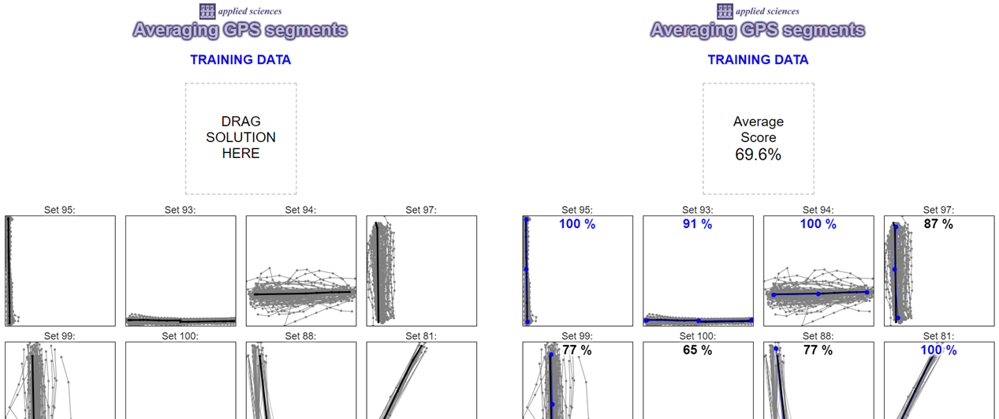 applied sciences
Averaging GPS segments
TRAINING DATA
DRAG
SOLUTION
HERE
Set 95:
Set 93:
Set 94:
Set 97:
Set 99:
Set 100:
Set 88:
Set 81:
applied sciences
Averaging GPS segments
TRAINING DATA
Average
Score
69.6%
Set 95:
100 %
Set 93:
91 %
Set 94:
100 %
Set 97:
87 %
Set 99:
77 %
Set 100:
65 %
Set 88:
77 %
Set 81:
100 %